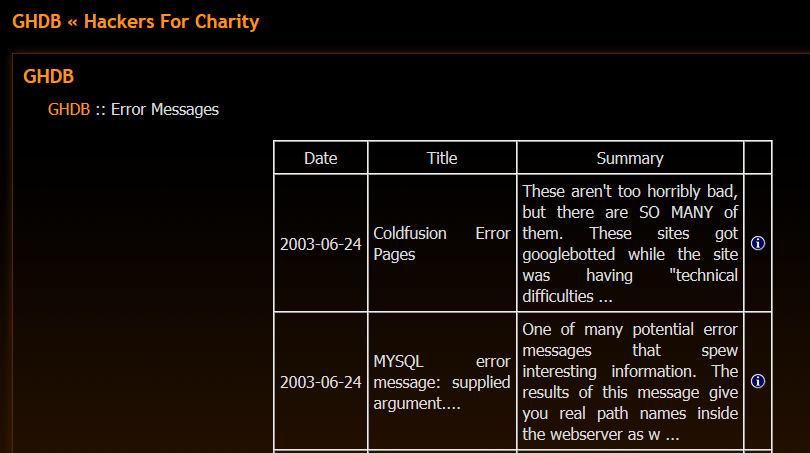 GHDB « Hackers For Charity
GHDB
GHDB :: Error Messages
Date Title Summary
2003-06-24
Coldfusion Error
Pages
These aren't too horribly bad,
but there are SO MANY of
them. These sites got
googlebotted while the site
was having "technical
difficulties ...
2003-06-24
MYSQL error
message: supplied
argument....
One of many potential error
messages that spew
interesting information. The
results of this message give
you real path names inside
the webserver as w ...